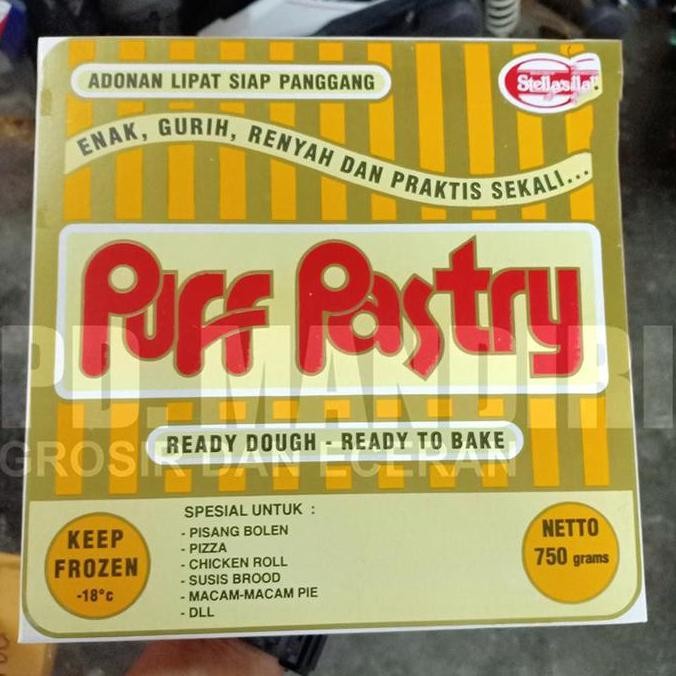 ADONAN LIPAT SIAP PANGGANG
ENAK, GURIH, RENYAH DAN PRAKTIS SEKALI...
Puff Pastry
PD. MANDIRI
GROSIR DAN ECERAN
READY DOUGH - READY TO BAKE
KEEP
FROZEN
-18°c
SPESIAL UNTUK :
- PISANG BOLEN
- PIZZA
- CHICKEN ROLL
- SUSIS BROOD
- MACAM-MACAM PIE
- DLL
NETTO
750 grams